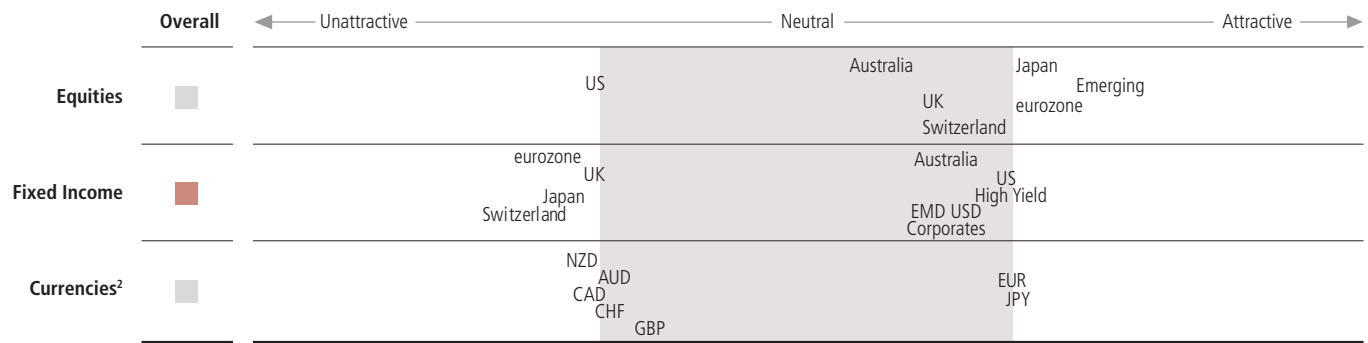 Overall Unattractive Neutral Attractive
Equities
US
Australia
UK
Switzerland
Japan
Emerging
eurozone
Fixed Income
eurozone
UK
Japan
Switzerland
Australia
US
High Yield
EMD USD
Corporates
Currencies²
NZD
AUD
CAD
CHF
GBP
EUR
JPY